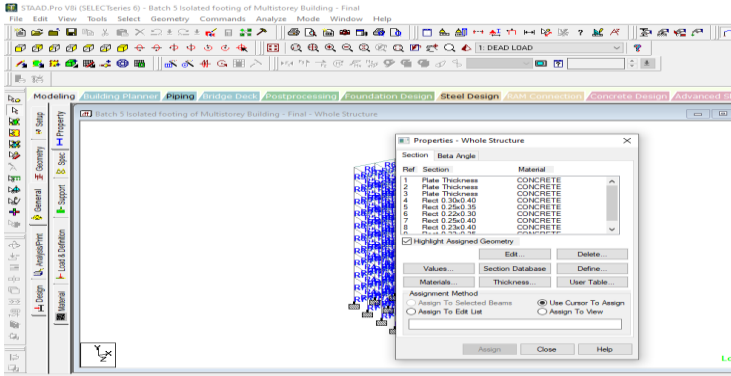 STAAD.Pro V8i (SELECTseries 6) - Batch 5 Isolated footing of Multistorey Building - Final
File Edit View Tools Select Geometry Commands Analyze Mode Window Help
1: DEAD LOAD
Modeling Building Planner Piping Bridge Deck Postprocessing Foundation Design Steel Design RAM Connection Concrete Design Advanced
Setup
Geometry
General
Analysis/Print
Design
Property
Spec
Support
Load & Definition
Material
Batch 5 Isolated footing of Multistorey Building - Final - Whole Structure
Properties - Whole Structure
Section Beta Angle
Ref Section Material
1 Plate Thickness CONCRETE
2 Plate Thickness CONCRETE
3 Plate Thickness CONCRETE
4 Rect 0.30x0.40 CONCRETE
5 Rect 0.25x0.35 CONCRETE
6 Rect 0.22x0.30 CONCRETE
7 Rect 0.25x0.40 CONCRETE
8 Rect 0.23x0.40 CONCRETE
Highlight Assigned Geometry
Edit... Delete...
Values... Section Database Define...
Materials... Thickness... User Table...
Assignment Method
Assign To Selected Beams Use Cursor To Assign
Assign To Edit List Assign To View
Assign Close Help
Y
X
Z